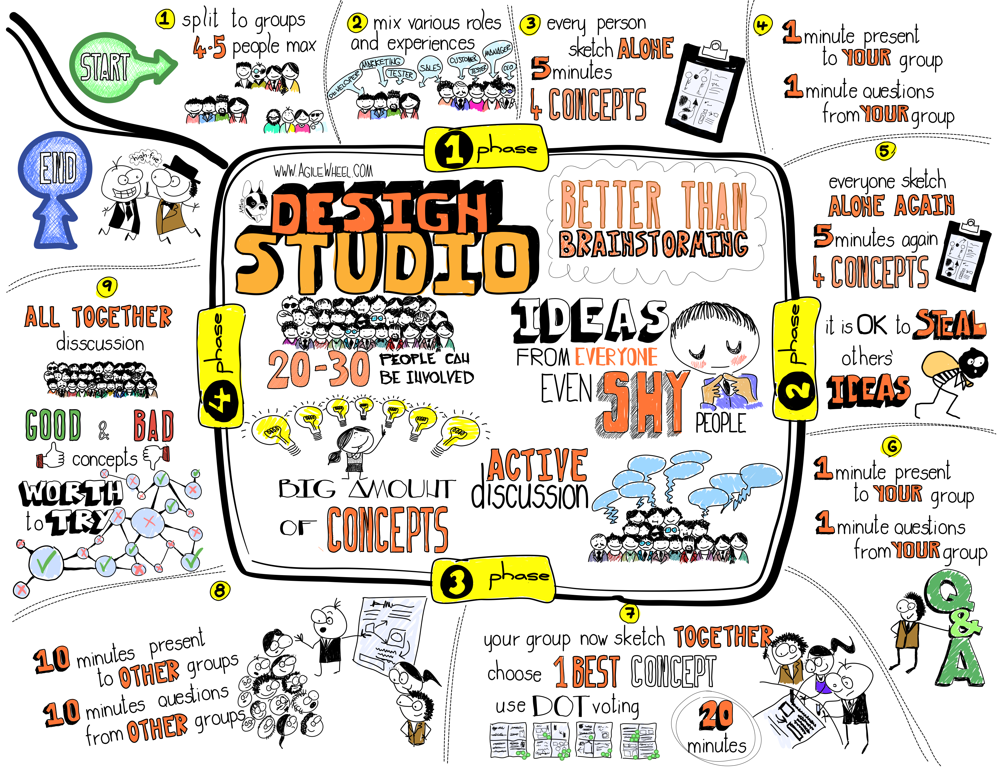 START
1 split to groups
4-5 people max
2 mix various roles
and experiences
DEVELOPER
MARKETING
TESTER
SALES
CUSTOMER
TESTER
MANAGER
CEO
3 every person
sketch ALONE
5 minutes
4 CONCEPTS
4 1 minute present
to YOUR group
1 minute questions
from YOUR group
1 phase
5
everyone sketch
ALONE AGAIN
5 minutes again
4 CONCEPTS
it is OK to STEAL
others'
IDEAS
2 phase
6
1 minute present
to YOUR group
1 minute questions
from YOUR group
Q
&
A
7
your group now sketch TOGETHER
choose 1 BEST CONCEPT
use DOT voting
20
minutes
3 phase
8
10 minutes present
to OTHER groups
10 minutes questions
from OTHER groups
9
ALL TOGETHER
disscussion
GOOD & BAD
concepts
WORTH
to TRY
4 phase
END
high-five
WWW.AGILEWHEEL.COM
Mike
DESIGN
STUDIO
BETTER THAN
BRAINSTORMING
20-30 PEOPLE CAN
BE INVOLVED
IDEAS
FROM EVERYONE
EVEN SHY
PEOPLE
BIG AMOUNT
OF CONCEPTS
ACTIVE
discussion